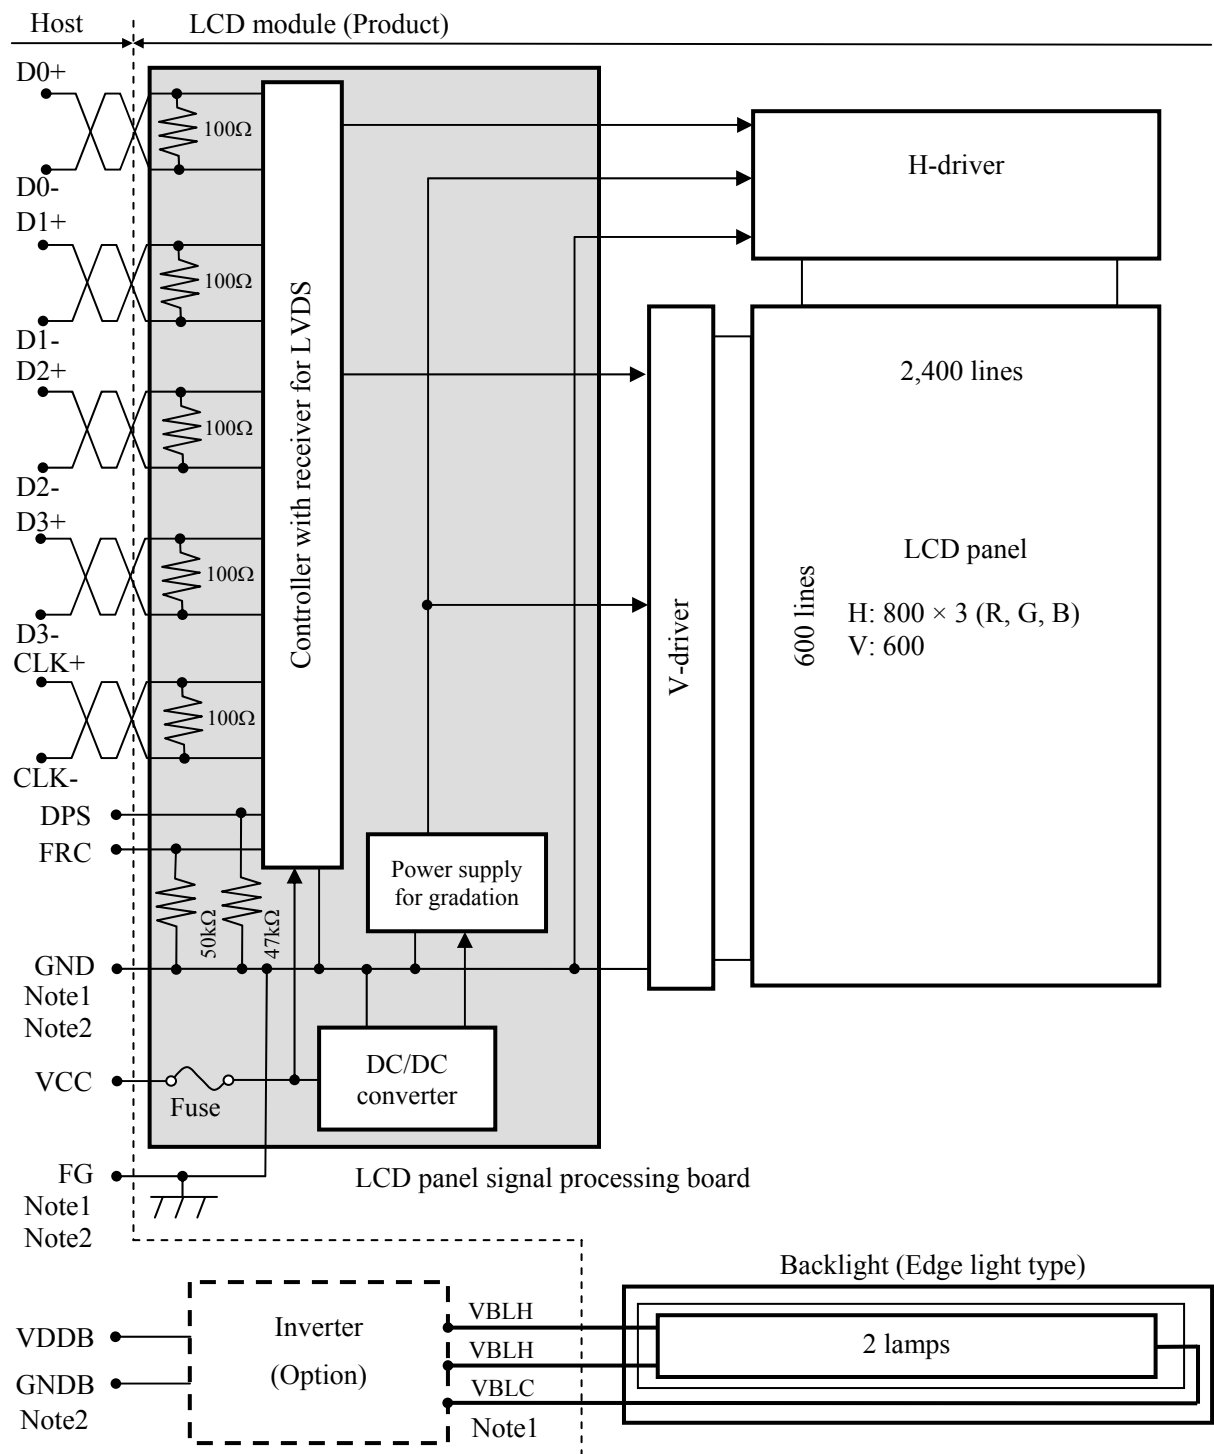 Host
LCD module (Product)
D0+
100Ω
D0-
D1+
100Ω
D1-
D2+
100Ω
D2-
D3+
100Ω
D3-
CLK+
100Ω
CLK-
DPS
FRC
50kΩ
47kΩ
GND
Note1
Note2
VCC
Fuse
FG
Note1
Note2
Controller with receiver for LVDS
Power supply
for gradation
DC/DC
converter
LCD panel signal processing board
H-driver
V-driver
2,400 lines
600 lines
LCD panel
H: 800 × 3 (R, G, B)
V: 600
Backlight (Edge light type)
VDDB
GNDB
Note2
Inverter
(Option)
VBLH
VBLH
VBLC
Note1
2 lamps